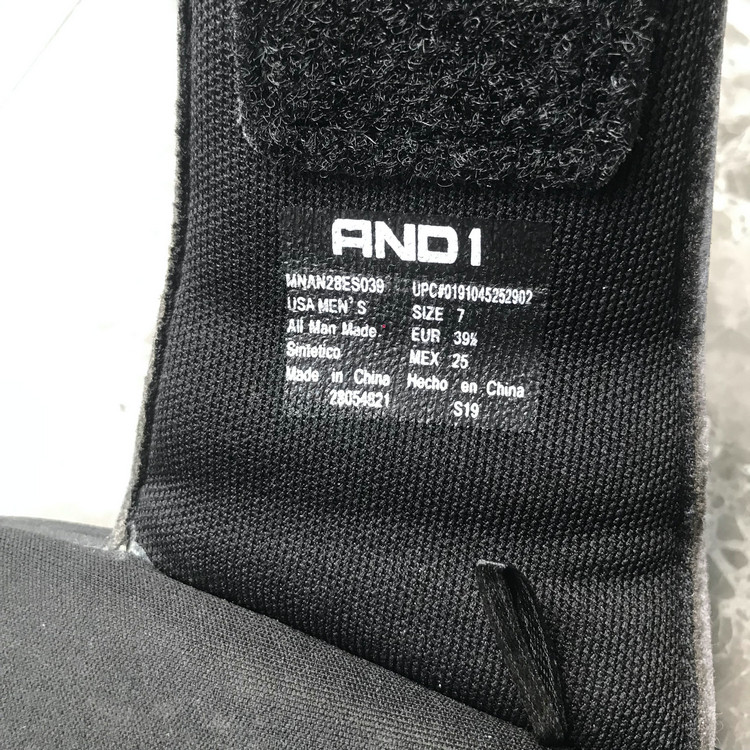 AND1
MNAN28ES039 UPC#0191045252902
USA MEN'S SIZE 7
All Man Made. EUR 39½
Sintetico MEX 25
Made in China Hecho en China
28054821 S19